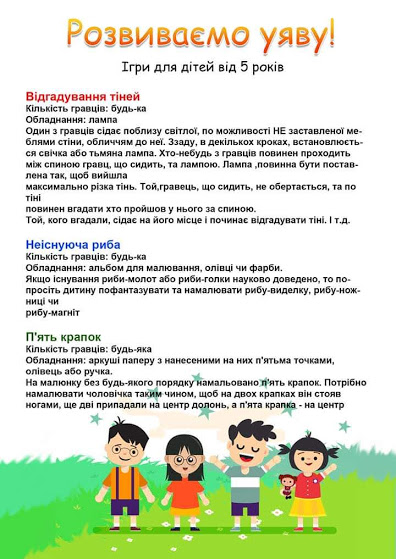 Розвиваємо уяву!
Ігри для дітей від 5 років
Відгадування тіней
Кількість гравців: будь-ка
Обладнання: лампа
Один з гравців сідає поблизу світлої, по можливості НЕ заставленої ме-
блями стіни, обличчям до неї. Ззаду, в декількох кроках, встановлюєть-
ся свічка або тьмяна лампа. Хто-небудь з гравців повинен проходить
між спиною гравц, що сидить, та лампою. Лампа ,повинна бути постав-
лена так, щоб вийшла
максимально різка тінь. Той,гравець, що сидить, не обертається, та по
тіні
повинен вгадати хто пройшов у нього за спиною.
Той, кого вгадали, сідає на його місце і починає відгадувати тіні. І т.д.
Неіснуюча риба
Кількість гравців: будь-ка
Обладнання: альбом для малювання, олівці чи фарби.
Якщо існування риби-молот або риби-голки науково доведено, то по-
просіть дитину пофантазувати та намалювати рибу-виделку, рибу-нож-
ниці чи
рибу-магніт
П'ять крапок
Кількість гравців: будь-яка
Обладнання: аркуші паперу з нанесеними на них п'ятьма точками,
олівець або ручка.
На малюнку без будь-якого порядку намальовано п'ять крапок. Потрібно
намалювати чоловічка таким чином, щоб на двох крапках він стояв
ногами, ще дві припадали на центр долонь, а п'ята крапка - на центр